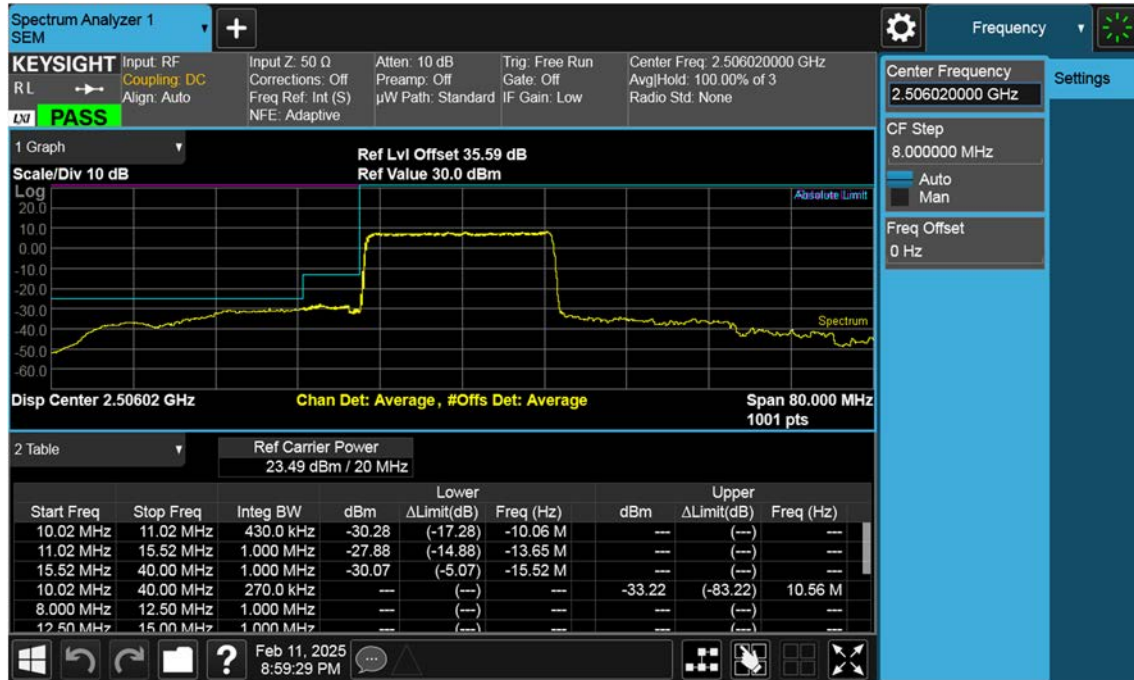 Spectrum Analyzer 1
SEM
Frequency
KEYSIGHT
RL
LXI PASS
Input: RF
Coupling: DC
Align: Auto
Input Z: 50 Ω
Corrections: Off
Freq Ref: Int (S)
NFE: Adaptive
Atten: 10 dB
Preamp: Off
µW Path: Standard
Trig: Free Run
Gate: Off
IF Gain: Low
Center Freq: 2.506020000 GHz
Avg|Hold: 100.00% of 3
Radio Std: None
Center Frequency
2.506020000 GHz
Settings
CF Step
8.000000 MHz
Auto
Man
Freq Offset
0 Hz
1 Graph
Scale/Div 10 dB
Ref Lvl Offset 35.59 dB
Ref Value 30.0 dBm
Log
Absolute Limit
20.0
10.0
0.00
-10.0
-20.0
-30.0
-40.0
-50.0
-60.0
Spectrum
Disp Center 2.50602 GHz
Chan Det: Average, #Offs Det: Average
Span 80.000 MHz
1001 pts
2 Table
Ref Carrier Power
23.49 dBm / 20 MHz
Lower Upper
Start Freq Stop Freq Integ BW dBm ΔLimit(dB) Freq (Hz) dBm ΔLimit(dB) Freq (Hz)
10.02 MHz 11.02 MHz 430.0 kHz -30.28 (-17.28) -10.06 M --- (---) ---
11.02 MHz 15.52 MHz 1.000 MHz -27.88 (-14.88) -13.65 M --- (---) ---
15.52 MHz 40.00 MHz 1.000 MHz -30.07 (-5.07) -15.52 M --- (---) ---
10.02 MHz 40.00 MHz 270.0 kHz --- (---) --- -33.22 (-83.22) 10.56 M
8.000 MHz 12.50 MHz 1.000 MHz --- (---) --- --- (---) ---
12.50 MHz 15.00 MHz 1.000 MHz --- (---) --- --- (---) ---
?
Feb 11, 2025
8:59:29 PM